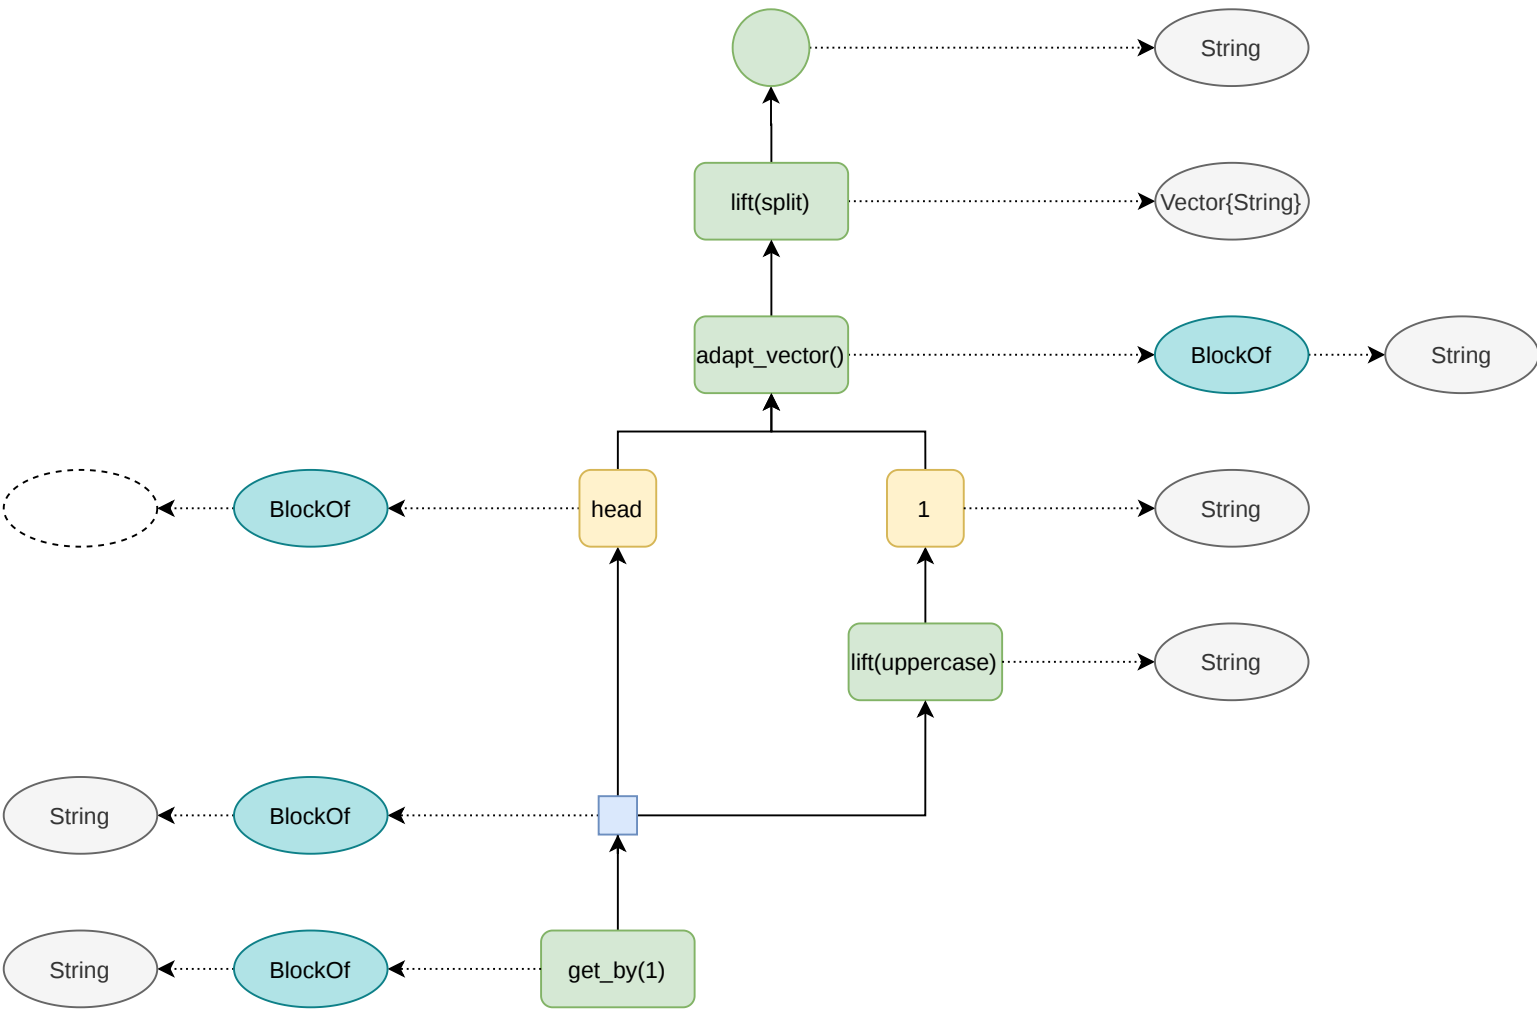 String
lift(split)
Vector{String}
adapt_vector()
BlockOf
String
BlockOf
head
1
String
lift(uppercase)
String
String
BlockOf
String
BlockOf
get_by(1)